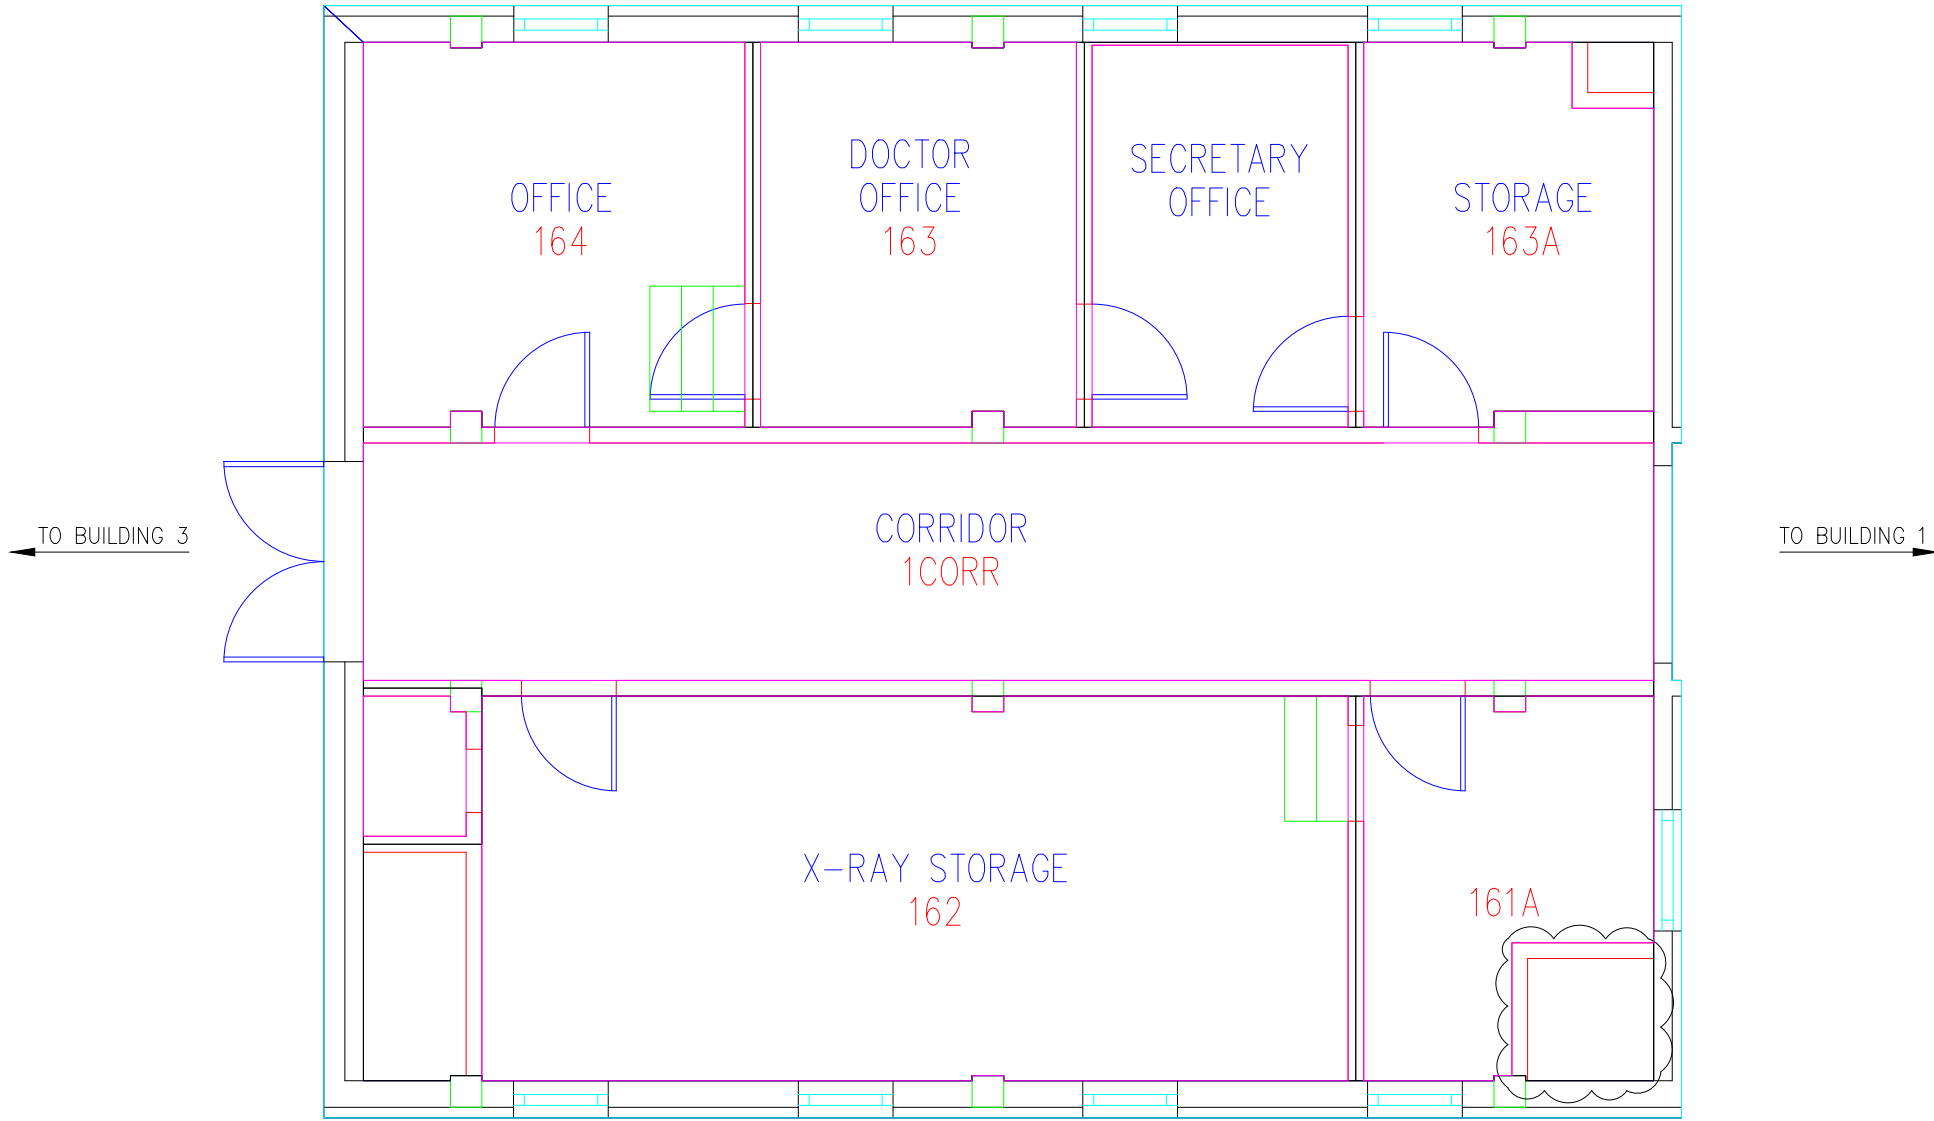 DOCTOR
OFFICE
163
SECRETARY
OFFICE
OFFICE
164
STORAGE
163A
TO BUILDING 3
CORRIDOR
1CORR
TO BUILDING 1
X-RAY STORAGE
162
161A